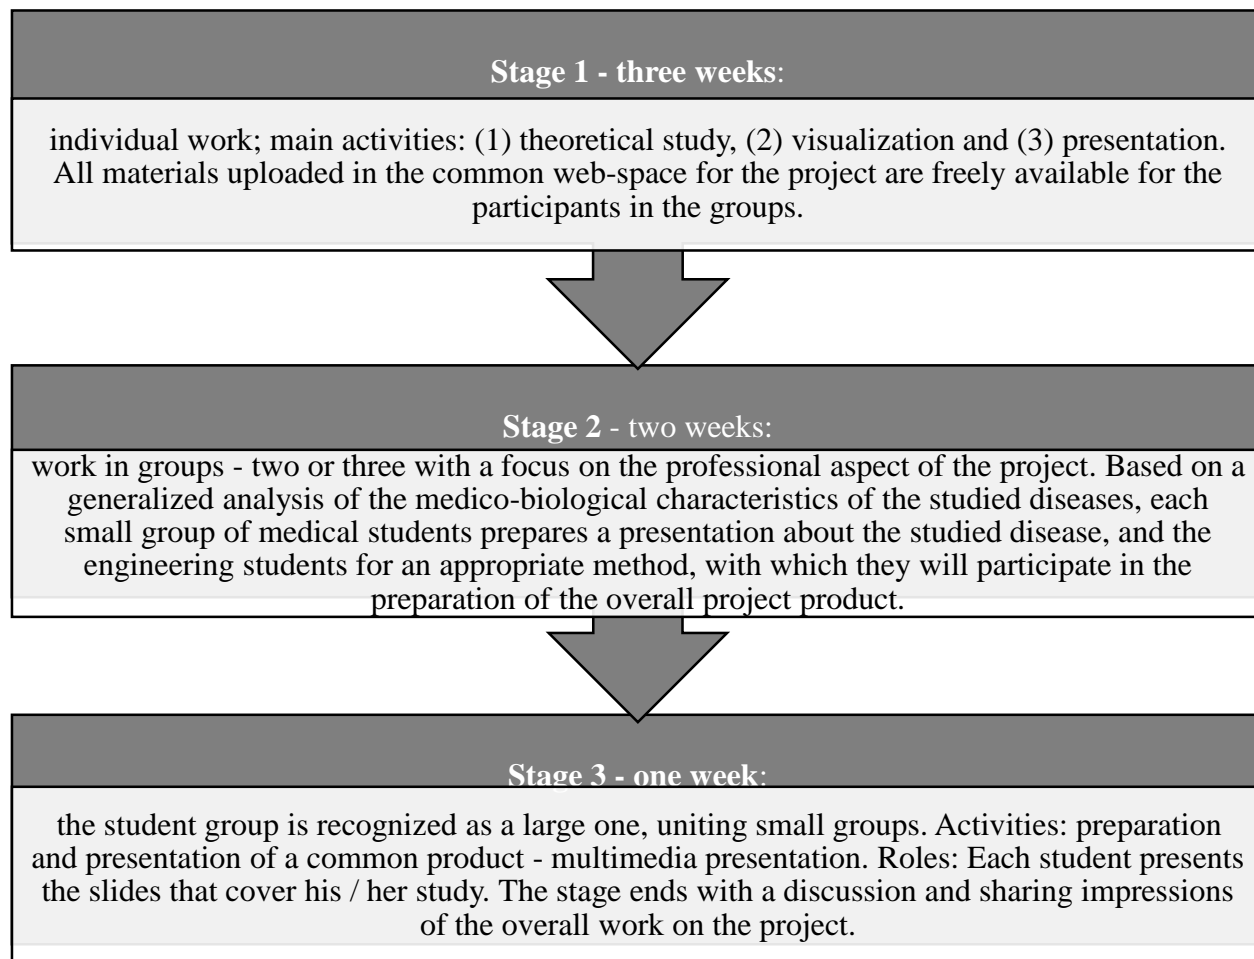 Stage 1 - three weeks:
individual work; main activities: (1) theoretical study, (2) visualization and (3) presentation.
All materials uploaded in the common web-space for the project are freely available for the
participants in the groups.
Stage 2 - two weeks:
work in groups - two or three with a focus on the professional aspect of the project. Based on a
generalized analysis of the medico-biological characteristics of the studied diseases, each
small group of medical students prepares a presentation about the studied disease, and the
engineering students for an appropriate method, with which they will participate in the
preparation of the overall project product.
Stage 3 - one week:
the student group is recognized as a large one, uniting small groups. Activities: preparation
and presentation of a common product - multimedia presentation. Roles: Each student presents
the slides that cover his / her study. The stage ends with a discussion and sharing impressions
of the overall work on the project.